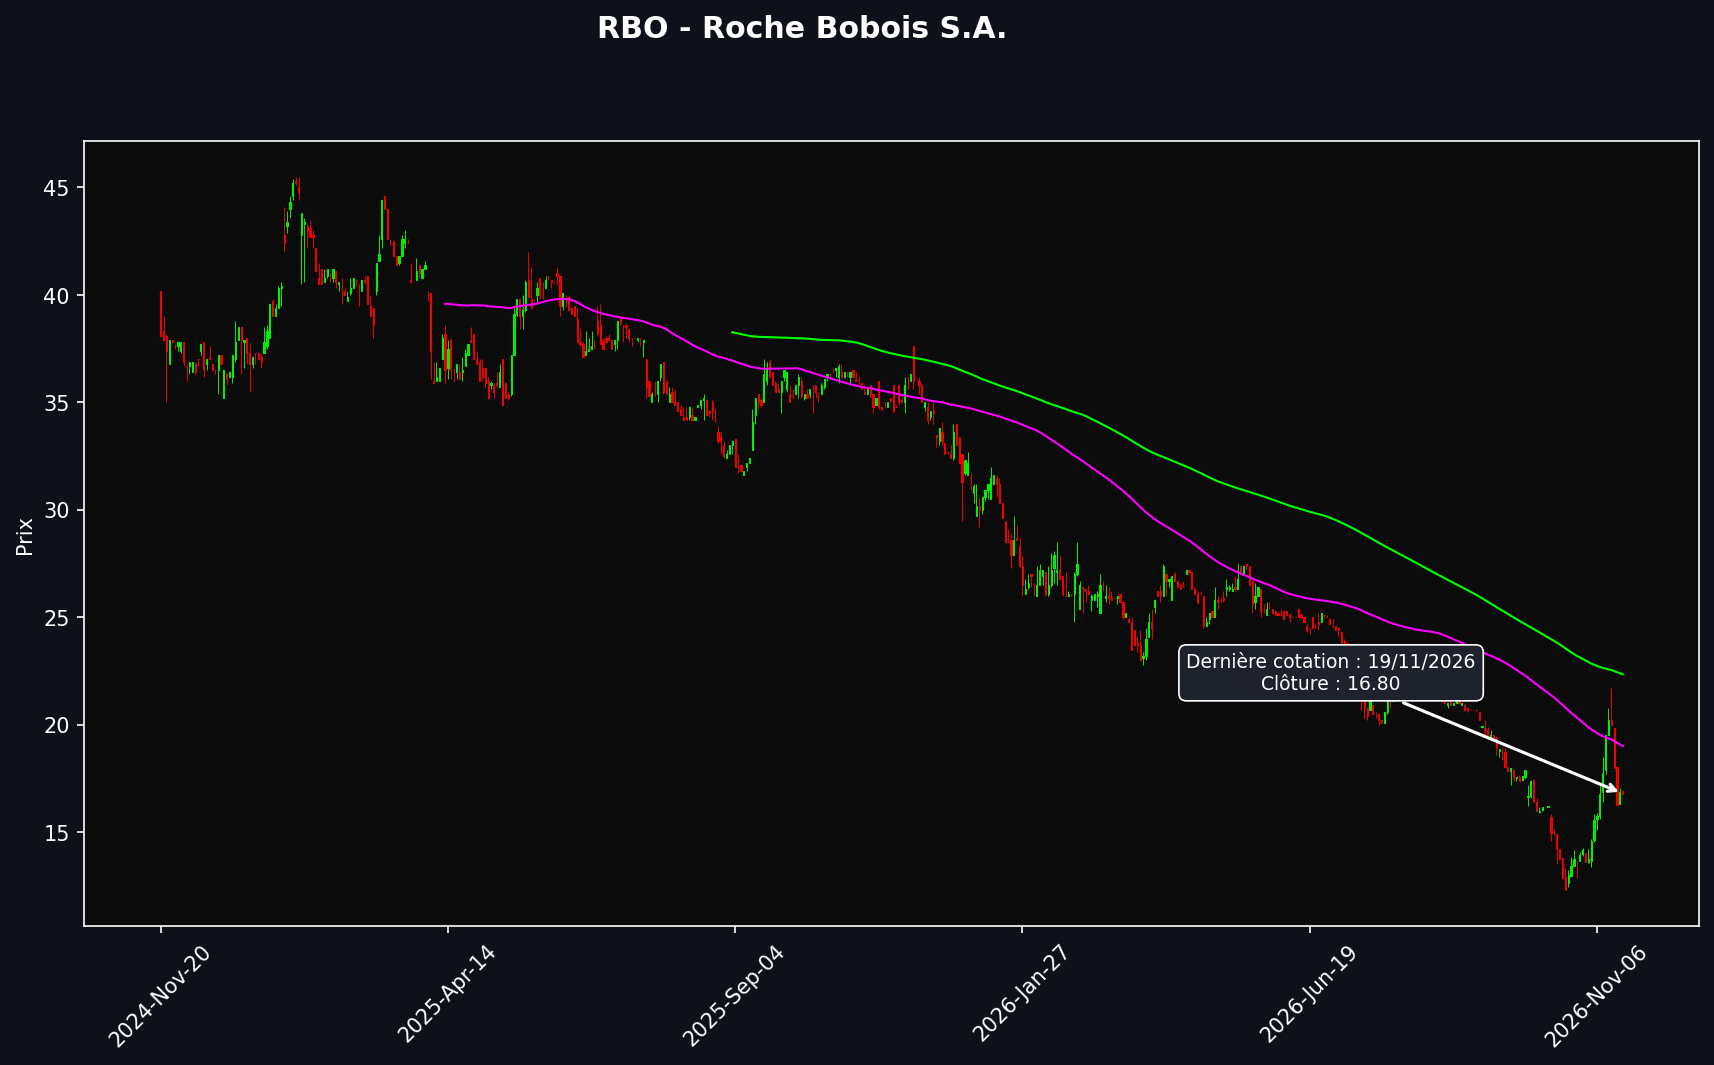 RBO - Roche Bobois S.A.
Prix
45
40
35
30
25
20
15
Dernière cotation : 19/11/2026
Clôture : 16.80
2024-Nov-20
2025-Apr-14
2025-Sep-04
2026-Jan-27
2026-Jun-19
2026-Nov-06